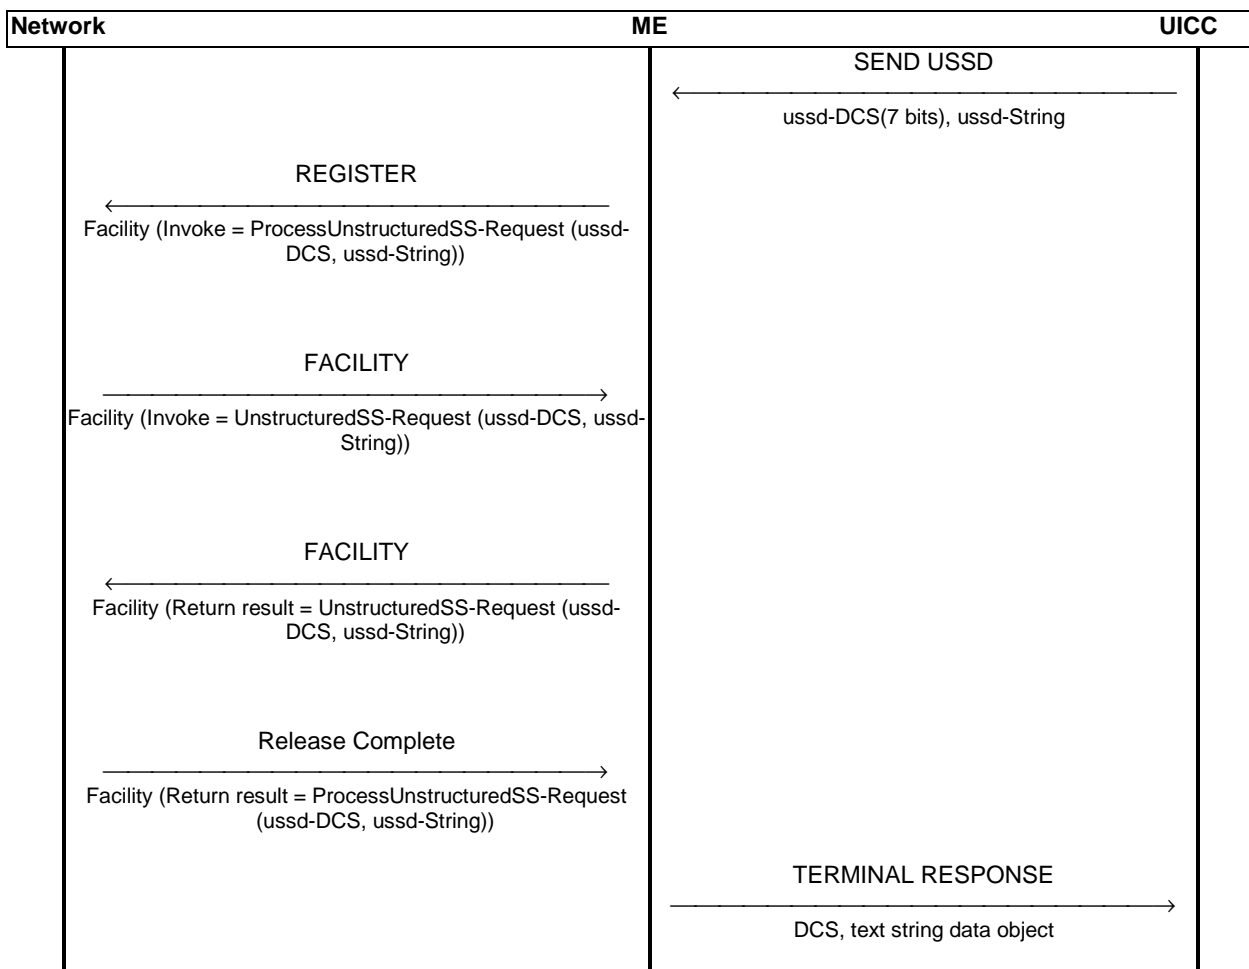 Network ME UICC
SEND USSD
ussd-DCS(7 bits), ussd-String
REGISTER
Facility (Invoke = ProcessUnstructuredSS-Request (ussd-
DCS, ussd-String))
FACILITY
Facility (Invoke = UnstructuredSS-Request (ussd-DCS, ussd-
String))
FACILITY
Facility (Return result = UnstructuredSS-Request (ussd-
DCS, ussd-String))
Release Complete
Facility (Return result = ProcessUnstructuredSS-Request
(ussd-DCS, ussd-String))
TERMINAL RESPONSE
DCS, text string data object